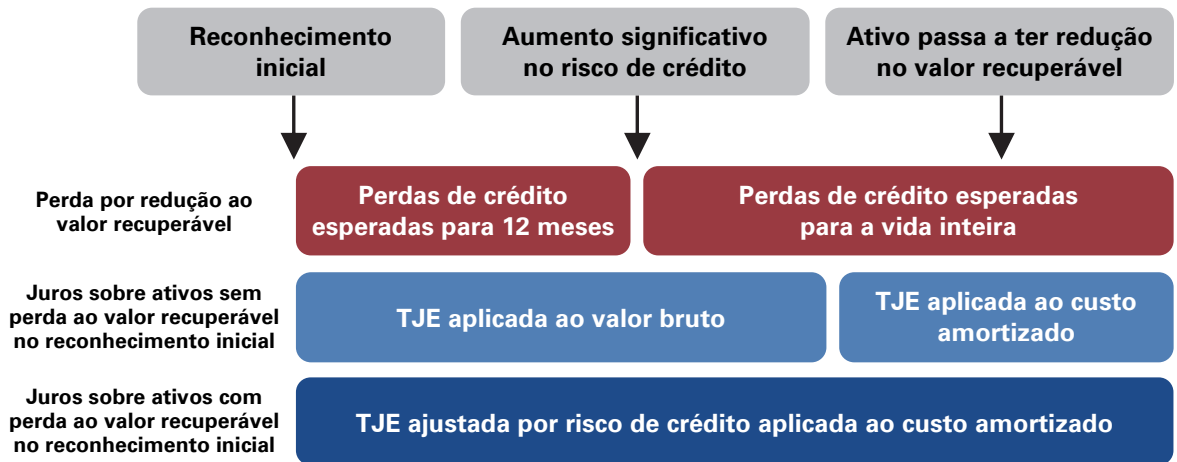 Reconhecimento
inicial
Aumento significativo
no risco de crédito
Ativo passa a ter redução
no valor recuperável
Perda por redução ao
valor recuperável
Perdas de crédito
esperadas para 12 meses
Perdas de crédito esperadas
para a vida inteira
Juros sobre ativos sem
perda ao valor recuperável
no reconhecimento inicial
TJE aplicada ao valor bruto
TJE aplicada ao custo
amortizado
Juros sobre ativos com
perda ao valor recuperável
no reconhecimento inicial
TJE ajustada por risco de crédito aplicada ao custo amortizado